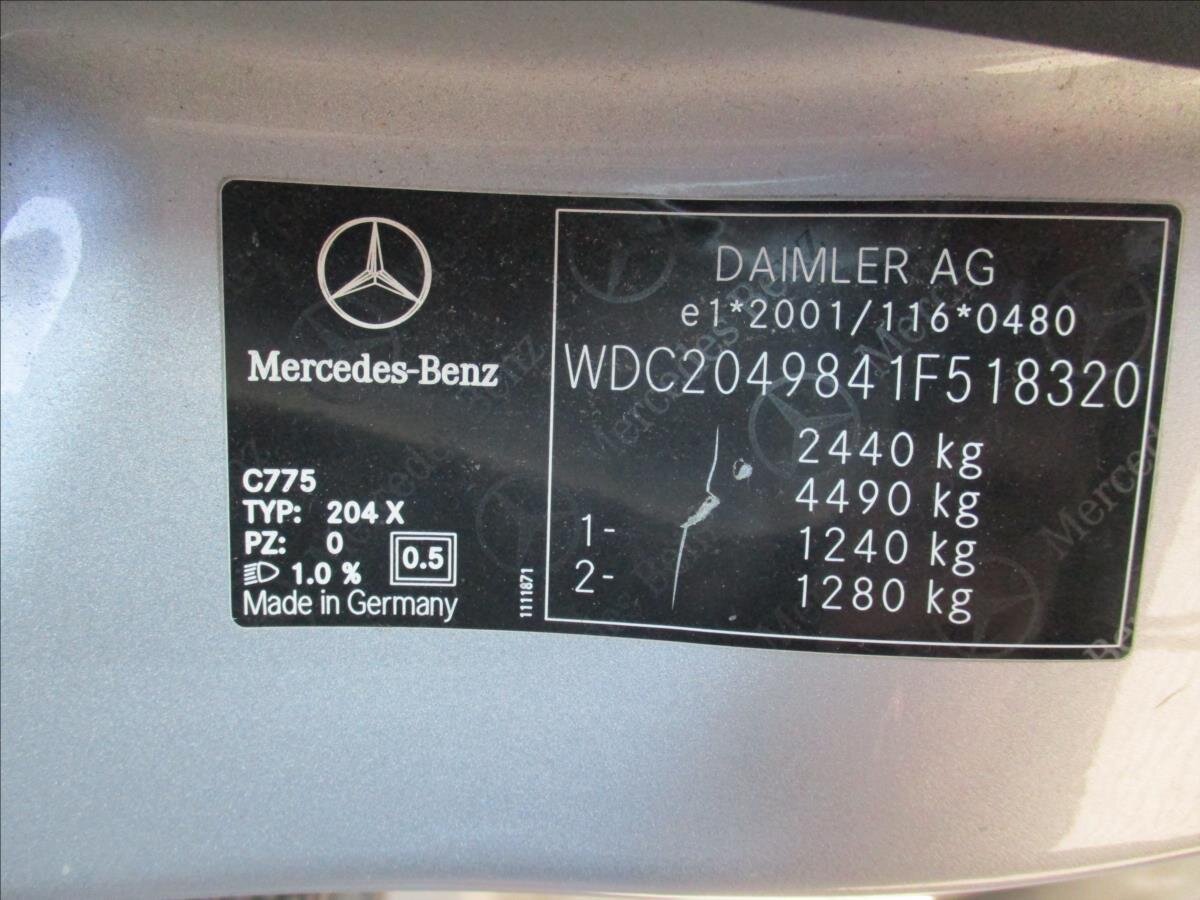 Mercedes-Benz
C775
TYP: 204 X
PZ: 0
1.0 %
0.5
Made in Germany
1111871
DAIMLER AG
e1*2001/116*0480
WDC2049841F518320
2440 kg
4490 kg
1- 1240 kg
2- 1280 kg